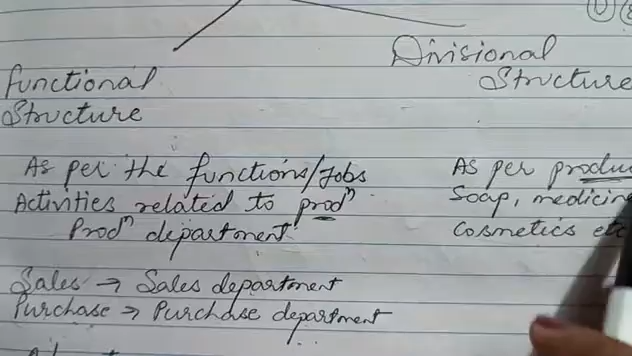 Functional
Structure
As per the functions/Jobs
Activities related to prodⁿ
Prodⁿ department.
Sales → Sales department
Purchase → Purchase department
Divisional
Structure
As per
Soap,
Cosmetics etc